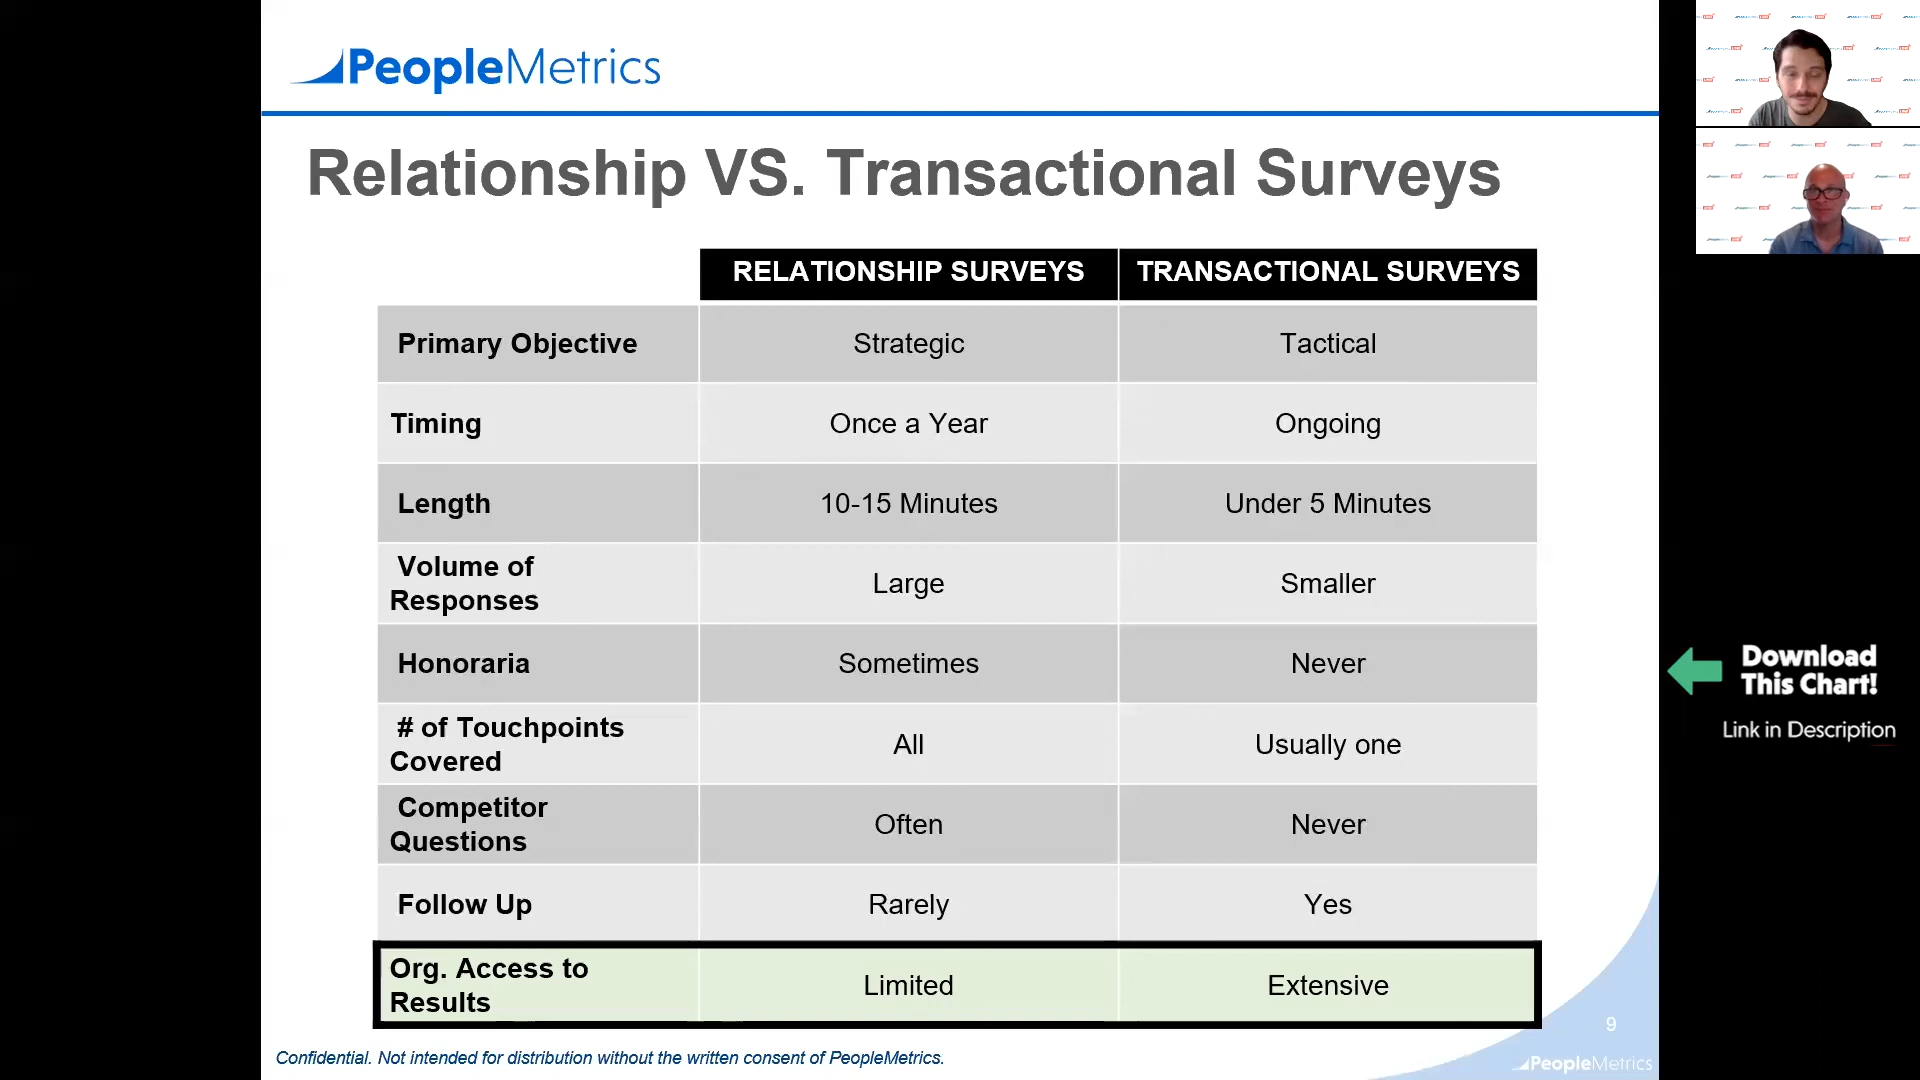 PeopleMetrics
Relationship VS. Transactional Surveys
RELATIONSHIP SURVEYS TRANSACTIONAL SURVEYS
Primary Objective Strategic Tactical
Timing Once a Year Ongoing
Length 10-15 Minutes Under 5 Minutes
Volume of
Responses Large Smaller
Honoraria Sometimes Never
# of Touchpoints
Covered All Usually one
Competitor
Questions Often Never
Follow Up Rarely Yes
Org. Access to
Results Limited Extensive
9
Confidential. Not intended for distribution without the written consent of PeopleMetrics.
PeopleMetrics
Download
This Chart!
Link in Description